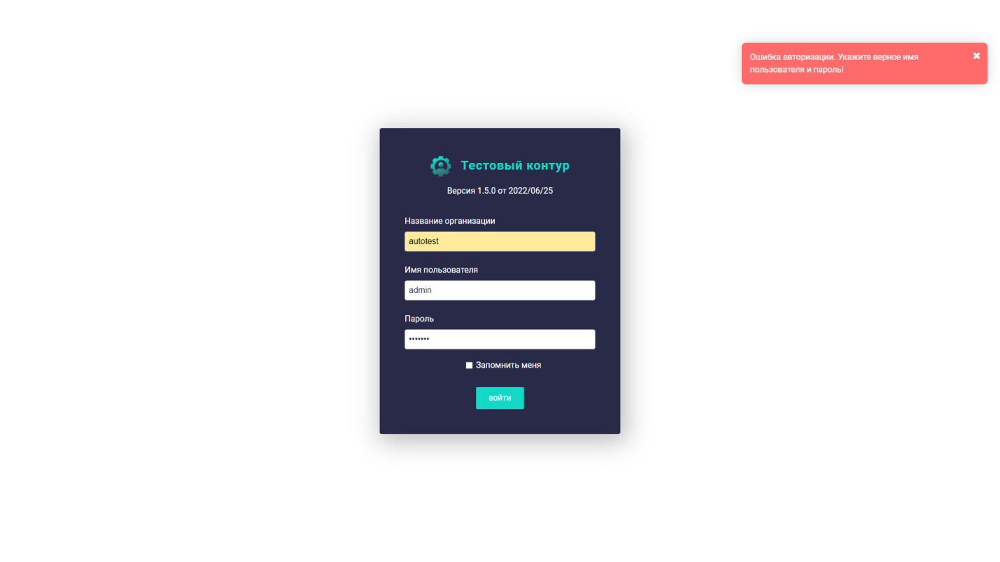 Ошибка авторизации. Укажите верное имя
пользователя и пароль!
Тестовый контур
Версия 1.5.0 от 2022/06/25
Название организации
autotest
Имя пользователя
admin
Пароль
•••••••
Запомнить меня
ВОЙТИ